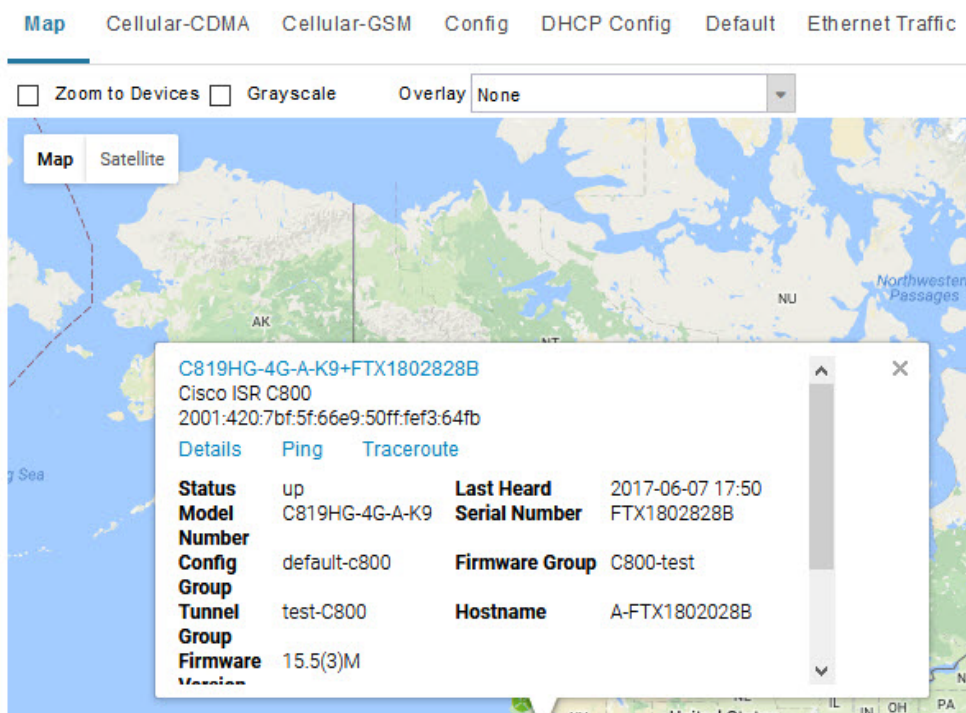 Map Cellular-CDMA Cellular-GSM Config DHCP Config Default Ethernet Traffic
Zoom to Devices Grayscale Overlay None
Map Satellite
Northwestern
Passages
NU
AK
NT
C819HG-4G-A-K9+FTX1802828B
Cisco ISR C800
2001:420:7bf:5f:66e9:50ff:fef3:64fb
Details Ping Traceroute
g Sea
Status up Last Heard 2017-06-07 17:50
Model C819HG-4G-A-K9 Serial Number FTX1802828B
Number
Config default-c800 Firmware Group C800-test
Group
Tunnel test-C800 Hostname A-FTX1802028B
Group
Firmware 15.5(3)M
Version
NE IL IN OH PA
United States